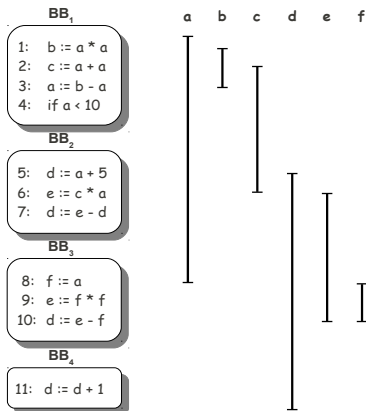 BB1 a b c d e f
1: b := a * a
2: c := a + a
3: a := b - a
4: if a < 10
BB2
5: d := a + 5
6: e := c * a
7: d := e - d
BB3
8: f := a
9: e := f * f
10: d := e - f
BB4
11: d := d + 1